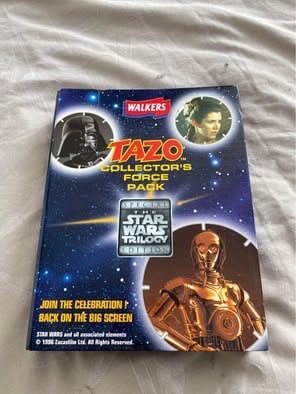 WALKERS
TAZO™
COLLECTOR'S
FORCE
PACK
SPECIAL
THE
STAR
WARS
TRILOGY
EDITION
JOIN THE CELEBRATION!
BACK ON THE BIG SCREEN
STAR WARS and all associated elements
© 1996 Lucasfilm Ltd. All Rights Reserved.